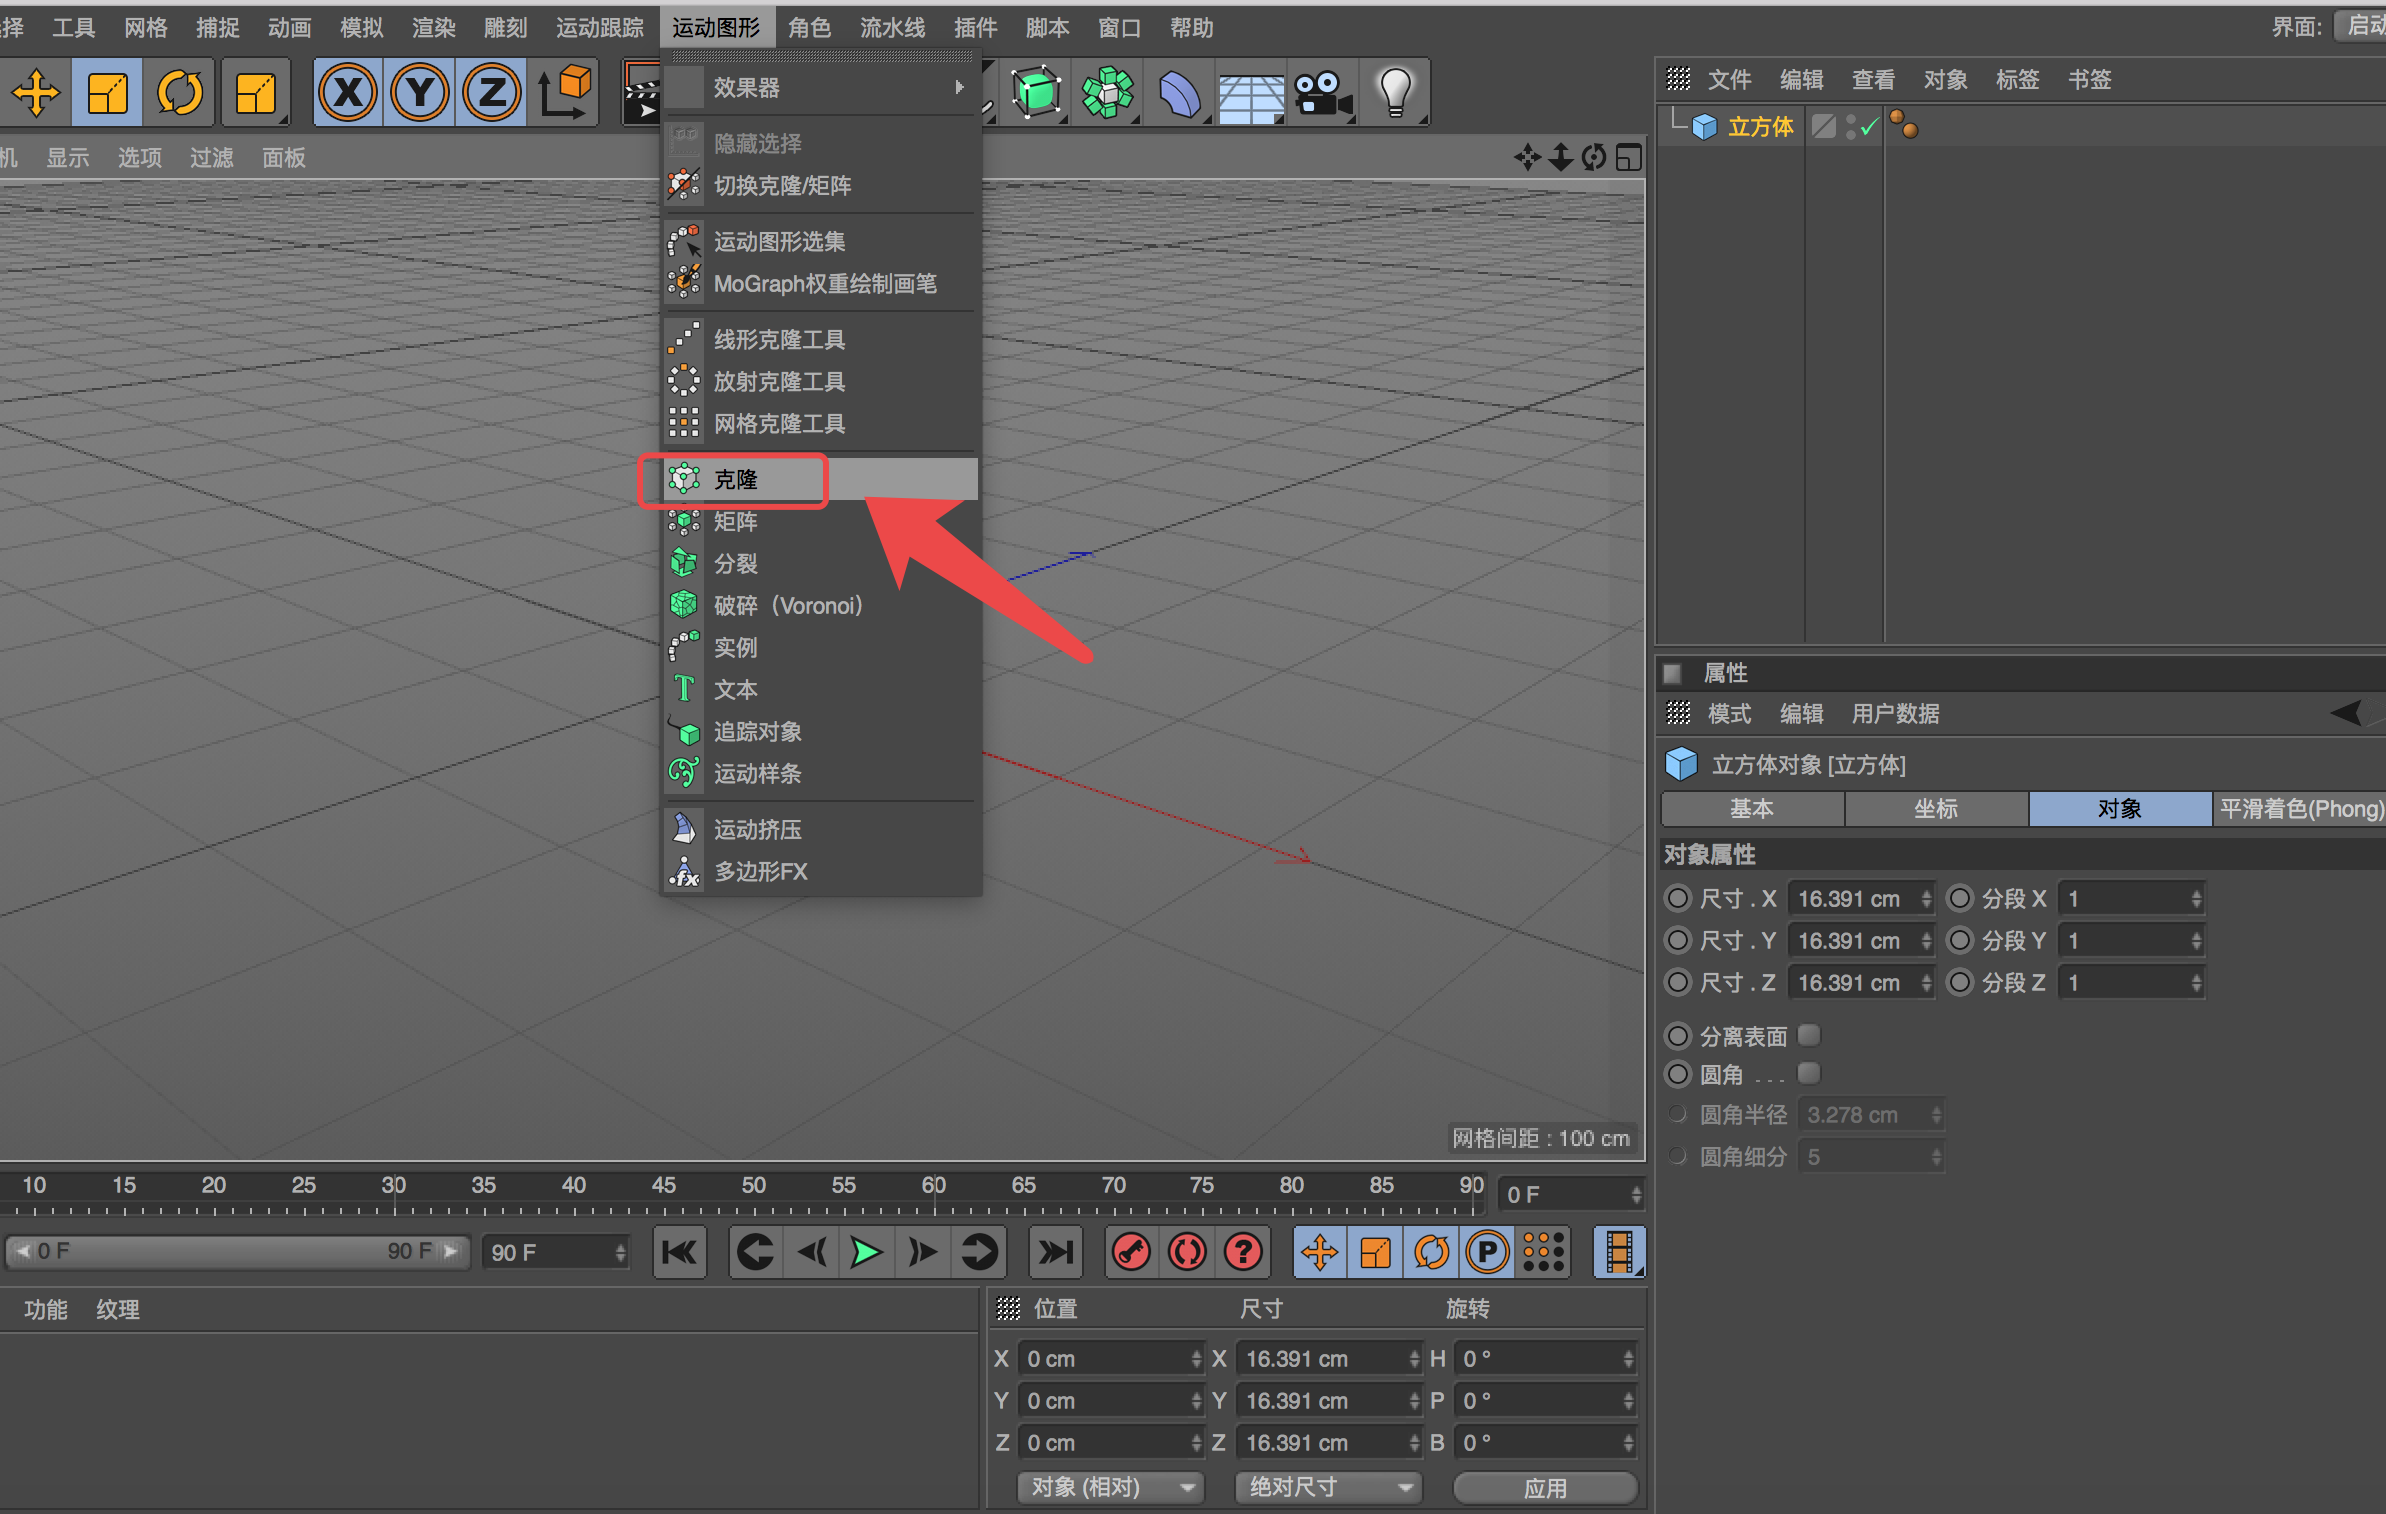 择 工具 网格 捕捉 动画 模拟 渲染 雕刻 运动跟踪 运动图形 角色 流水线 插件 脚本 窗口 帮助 界面: 启动
X Y Z
文件 编辑 查看 对象 标签 书签
立方体
机 显示 选项 过滤 面板
效果器
隐藏选择
切换克隆/矩阵
运动图形选集
MoGraph权重绘制画笔
线形克隆工具
放射克隆工具
网格克隆工具
克隆
矩阵
分裂
破碎（Voronoi）
实例
文本
追踪对象
运动样条
运动挤压
多边形FX
网格间距 : 100 cm
属性
模式 编辑 用户数据
立方体对象 [立方体]
基本 坐标 对象 平滑着色(Phong)
对象属性
尺寸 . X 16.391 cm 分段 X 1
尺寸 . Y 16.391 cm 分段 Y 1
尺寸 . Z 16.391 cm 分段 Z 1
分离表面
圆角 . . .
圆角半径 3.278 cm
圆角细分 5
10 15 20 25 30 35 40 45 50 55 60 65 70 75 80 85 90 0 F
0 F 90 F 90 F ? P
功能 纹理
位置 尺寸 旋转
X 0 cm X 16.391 cm H 0 °
Y 0 cm Y 16.391 cm P 0 °
Z 0 cm Z 16.391 cm B 0 °
对象 (相对) 绝对尺寸 应用